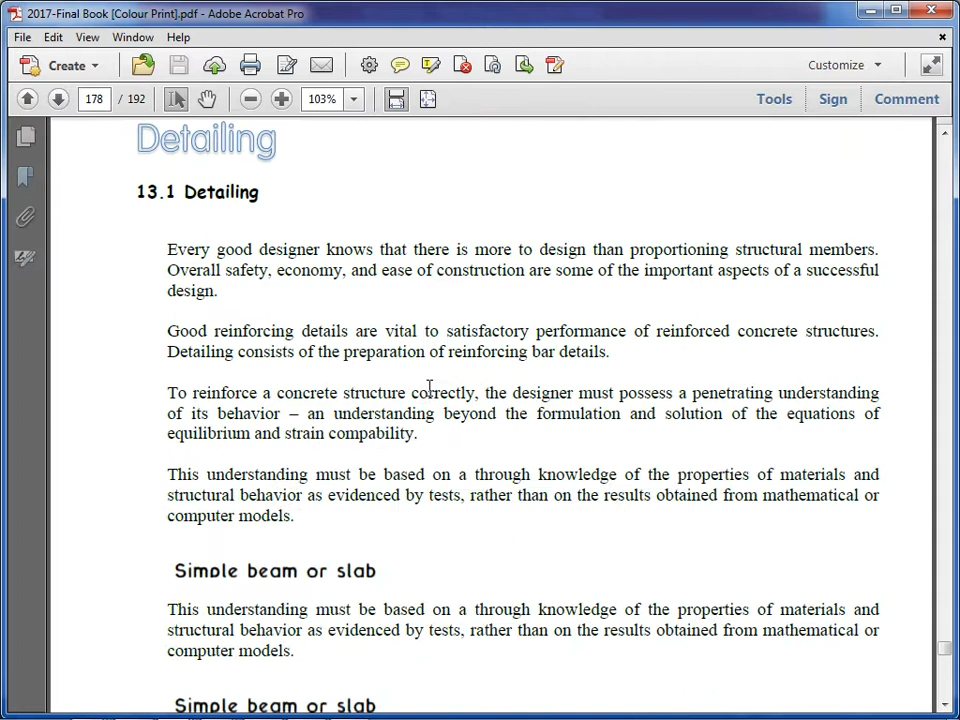 2017-Final Book [Colour Print].pdf - Adobe Acrobat Pro
File Edit View Window Help
Create Customize
178 / 192 103% Tools Sign Comment
Detailing
13.1 Detailing
Every good designer knows that there is more to design than proportioning structural members.
Overall safety, economy, and ease of construction are some of the important aspects of a successful
design.
Good reinforcing details are vital to satisfactory performance of reinforced concrete structures.
Detailing consists of the preparation of reinforcing bar details.
To reinforce a concrete structure correctly, the designer must possess a penetrating understanding
of its behavior – an understanding beyond the formulation and solution of the equations of
equilibrium and strain compability.
This understanding must be based on a through knowledge of the properties of materials and
structural behavior as evidenced by tests, rather than on the results obtained from mathematical or
computer models.
Simple beam or slab
This understanding must be based on a through knowledge of the properties of materials and
structural behavior as evidenced by tests, rather than on the results obtained from mathematical or
computer models.
Simple beam or slab